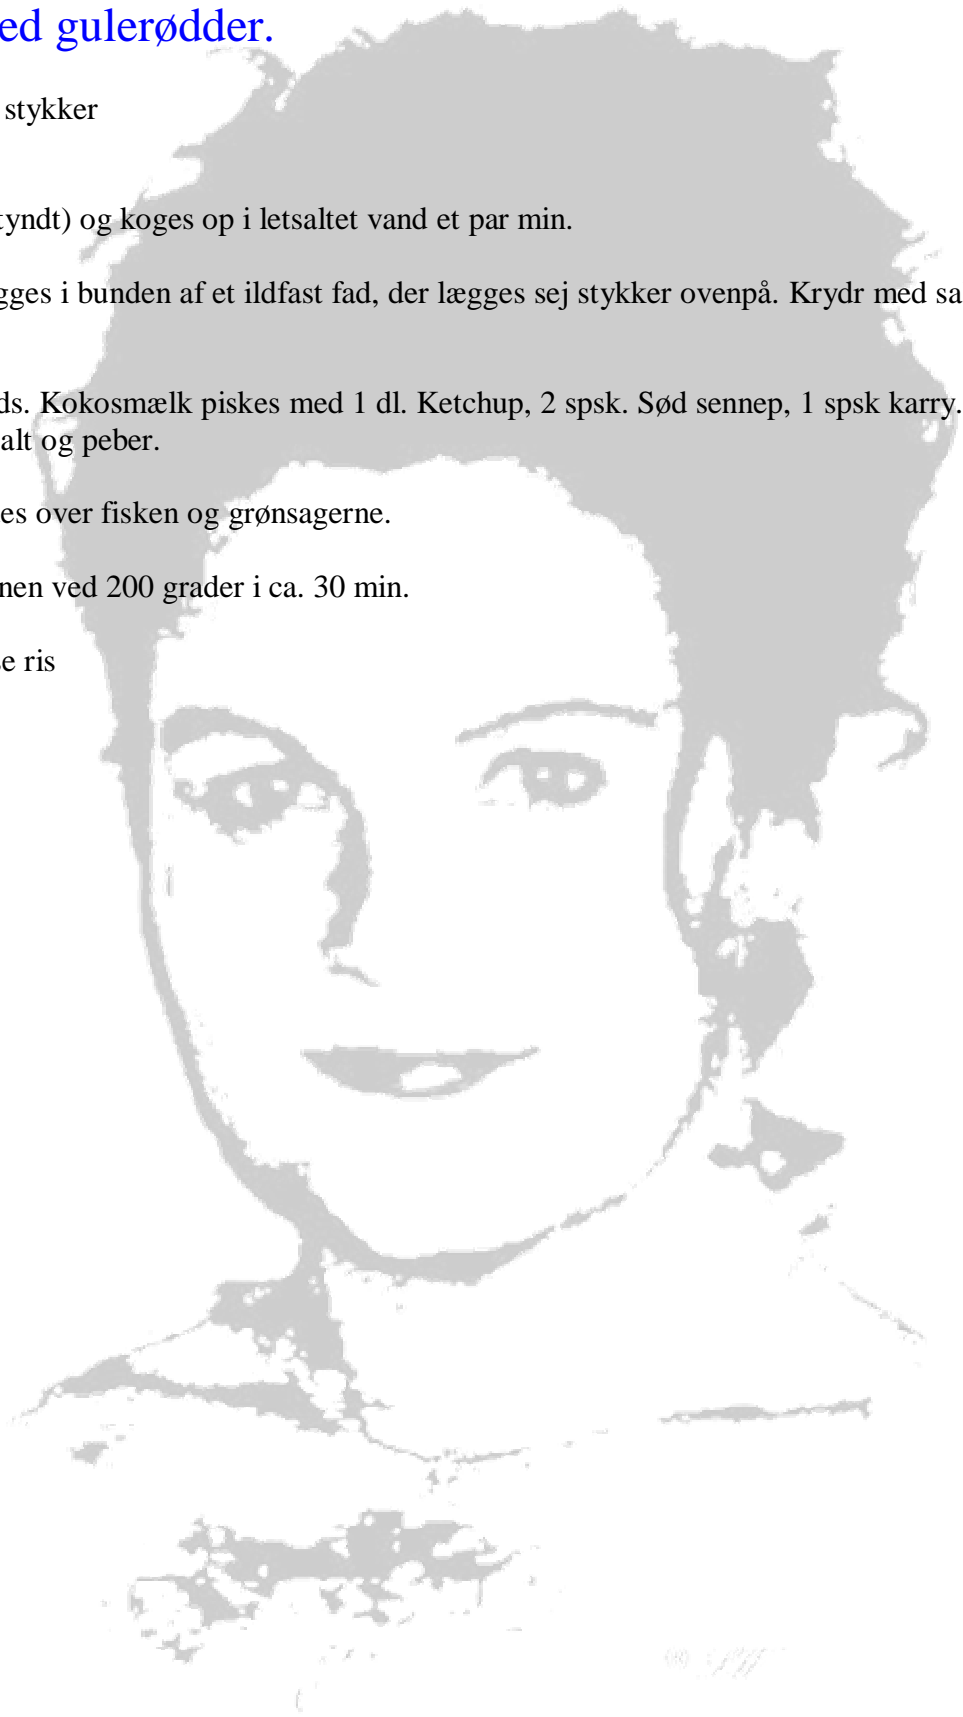 ed gulerødder.
stykker
tyndt) og koges op i letsaltet vand et par min.
gges i bunden af et ildfast fad, der lægges sej stykker ovenpå. Krydr med sa
ds. Kokosmælk piskes med 1 dl. Ketchup, 2 spsk. Sød sennep, 1 spsk karry.
alt og peber.
es over fisken og grønsagerne.
nen ved 200 grader i ca. 30 min.
e ris